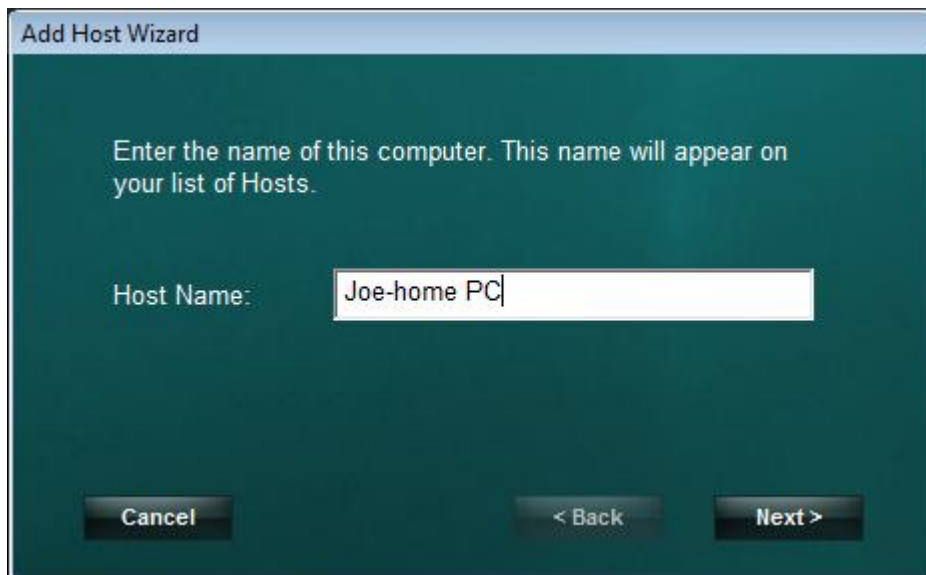 Add Host Wizard
Enter the name of this computer. This name will appear on
your list of Hosts.
Host Name: Joe-home PC
Cancel < Back Next >